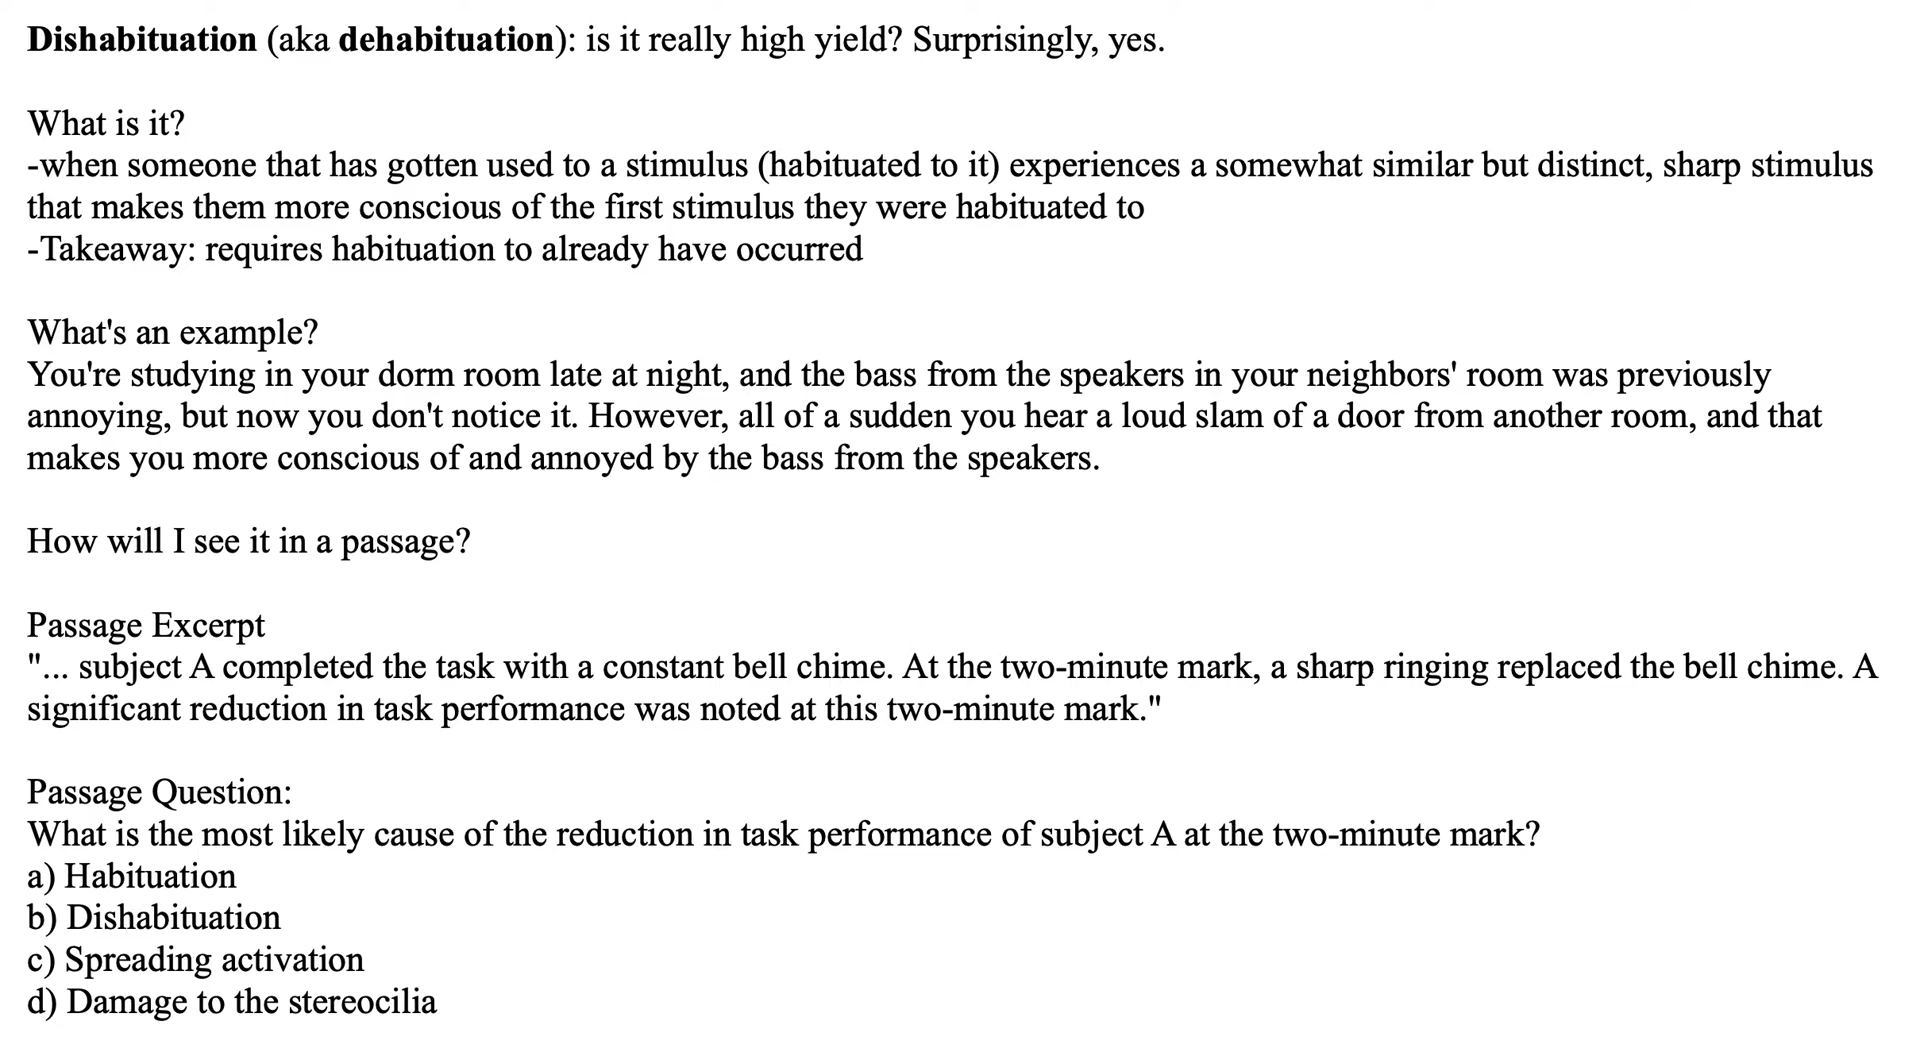 Dishabituation (aka dehabituation): is it really high yield? Surprisingly, yes.
What is it?
-when someone that has gotten used to a stimulus (habituated to it) experiences a somewhat similar but distinct, sharp stimulus
that makes them more conscious of the first stimulus they were habituated to
-Takeaway: requires habituation to already have occurred
What's an example?
You're studying in your dorm room late at night, and the bass from the speakers in your neighbors' room was previously
annoying, but now you don't notice it. However, all of a sudden you hear a loud slam of a door from another room, and that
makes you more conscious of and annoyed by the bass from the speakers.
How will I see it in a passage?
Passage Excerpt
"... subject A completed the task with a constant bell chime. At the two-minute mark, a sharp ringing replaced the bell chime. A
significant reduction in task performance was noted at this two-minute mark."
Passage Question:
What is the most likely cause of the reduction in task performance of subject A at the two-minute mark?
a) Habituation
b) Dishabituation
c) Spreading activation
d) Damage to the stereocilia